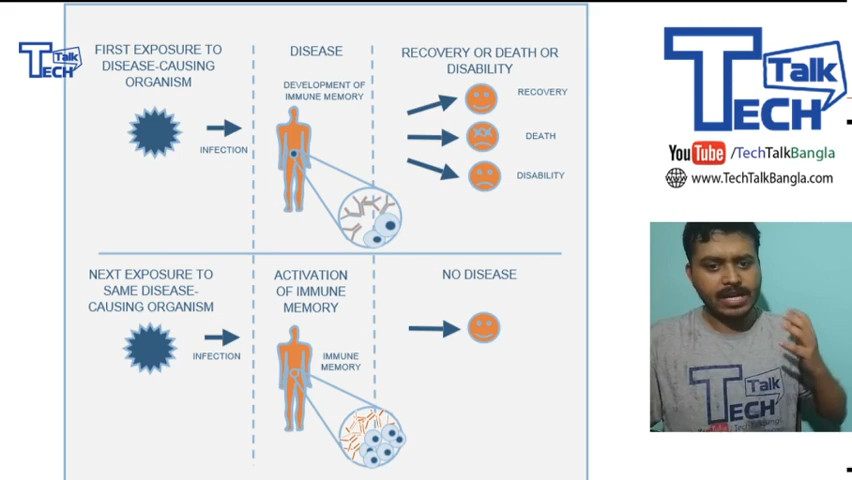 Tech Talk
FIRST EXPOSURE TO
DISEASE-CAUSING
ORGANISM
INFECTION
DISEASE
DEVELOPMENT OF
IMMUNE MEMORY
RECOVERY OR DEATH OR
DISABILITY
RECOVERY
DEATH
DISABILITY
NEXT EXPOSURE TO
SAME DISEASE-
CAUSING ORGANISM
INFECTION
ACTIVATION
OF IMMUNE
MEMORY
IMMUNE
MEMORY
NO DISEASE
Tech Talk
YouTube /TechTalkBangla
www.TechTalkBangla.com
Tech Talk